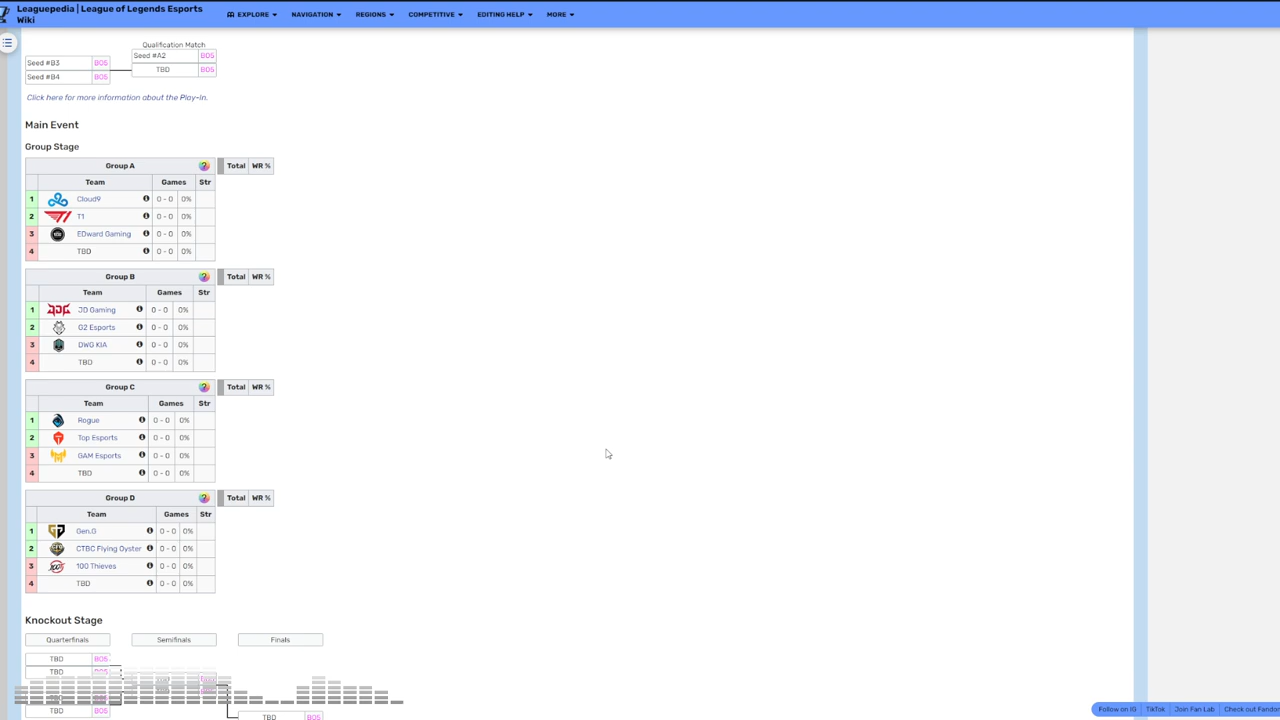 Leaguepedia | League of Legends Esports Wiki
EXPLORE NAVIGATION REGIONS COMPETITIVE EDITING HELP MORE
Qualification Match
Seed #B3 BO5
Seed #B4 BO5
Seed #A2 BO5
TBD BO5
Click here for more information about the Play-In.
Main Event
Group Stage
Group A Total WR %
Team Games Str
1 Cloud9 0 - 0 0%
2 T1 0 - 0 0%
3 EDward Gaming 0 - 0 0%
4 TBD 0 - 0 0%
Group B Total WR %
Team Games Str
1 JD Gaming 0 - 0 0%
2 G2 Esports 0 - 0 0%
3 DWG KIA 0 - 0 0%
4 TBD 0 - 0 0%
Group C Total WR %
Team Games Str
1 Rogue 0 - 0 0%
2 Top Esports 0 - 0 0%
3 GAM Esports 0 - 0 0%
4 TBD 0 - 0 0%
Group D Total WR %
Team Games Str
1 Gen.G 0 - 0 0%
2 CTBC Flying Oyster 0 - 0 0%
3 100 Thieves 0 - 0 0%
4 TBD 0 - 0 0%
Knockout Stage
Quarterfinals Semifinals Finals
TBD BO5
TBD BO5
TBD BO5
TBD BO5
Follow on IG TikTok Join Fan Lab Check out Fandom